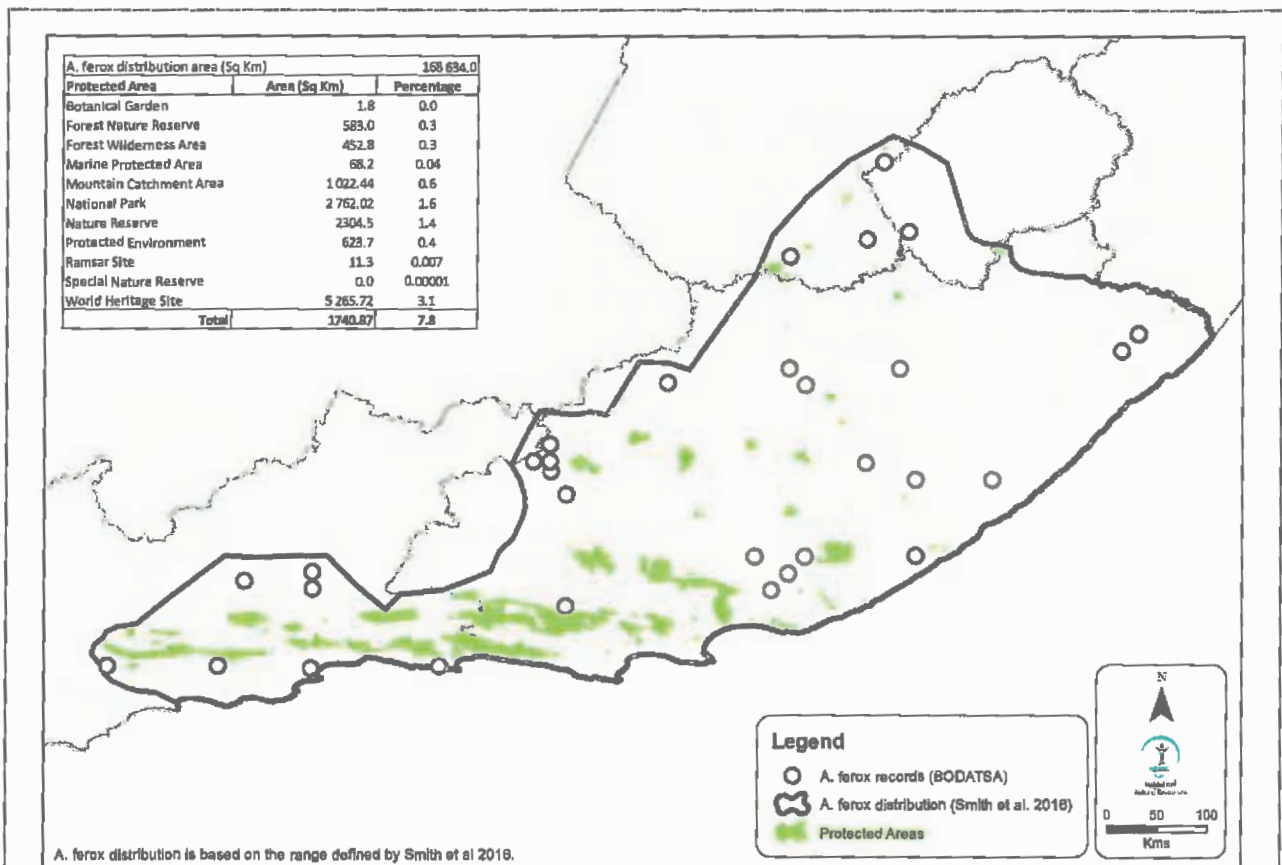 A. ferox distribution area (Sq Km) 168 634.0
Protected Area Area (Sq Km) Percentage
Botanical Garden 1.8 0.0
Forest Nature Reserve 583.0 0.3
Forest Wilderness Area 452.8 0.3
Marine Protected Area 68.2 0.04
Mountain Catchment Area 1 022.44 0.6
National Park 2 762.02 1.6
Nature Reserve 2304.5 1.4
Protected Environment 623.7 0.4
Ramsar Site 11.3 0.007
Special Nature Reserve 0.0 0.00001
World Heritage Site 5 265.72 3.1
Total 1740.87 7.8
N
Legend
A. ferox records (BODATSA)
A. ferox distribution (Smith et al. 2016)
Protected Areas
0 50 100
Kms
A. ferox distribution is based on the range defined by Smith et al 2016.